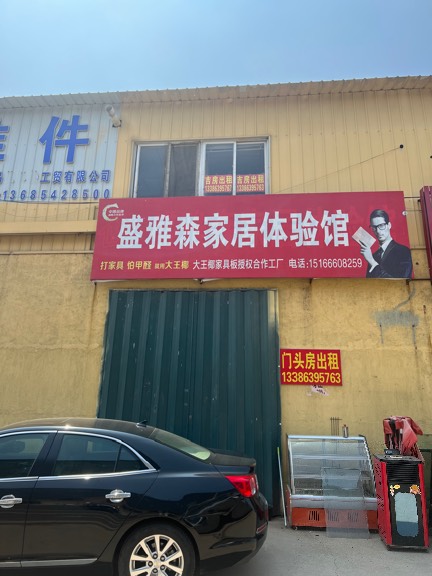 件
工贸有限公司
13685428500
吉房出租 吉房出租
13386395763 13386395763
盛雅森家居体验馆
打家具 怕甲醛 就用大王椰 大王椰家具板授权合作工厂 电话:15166608259
门头房出租
13386395763